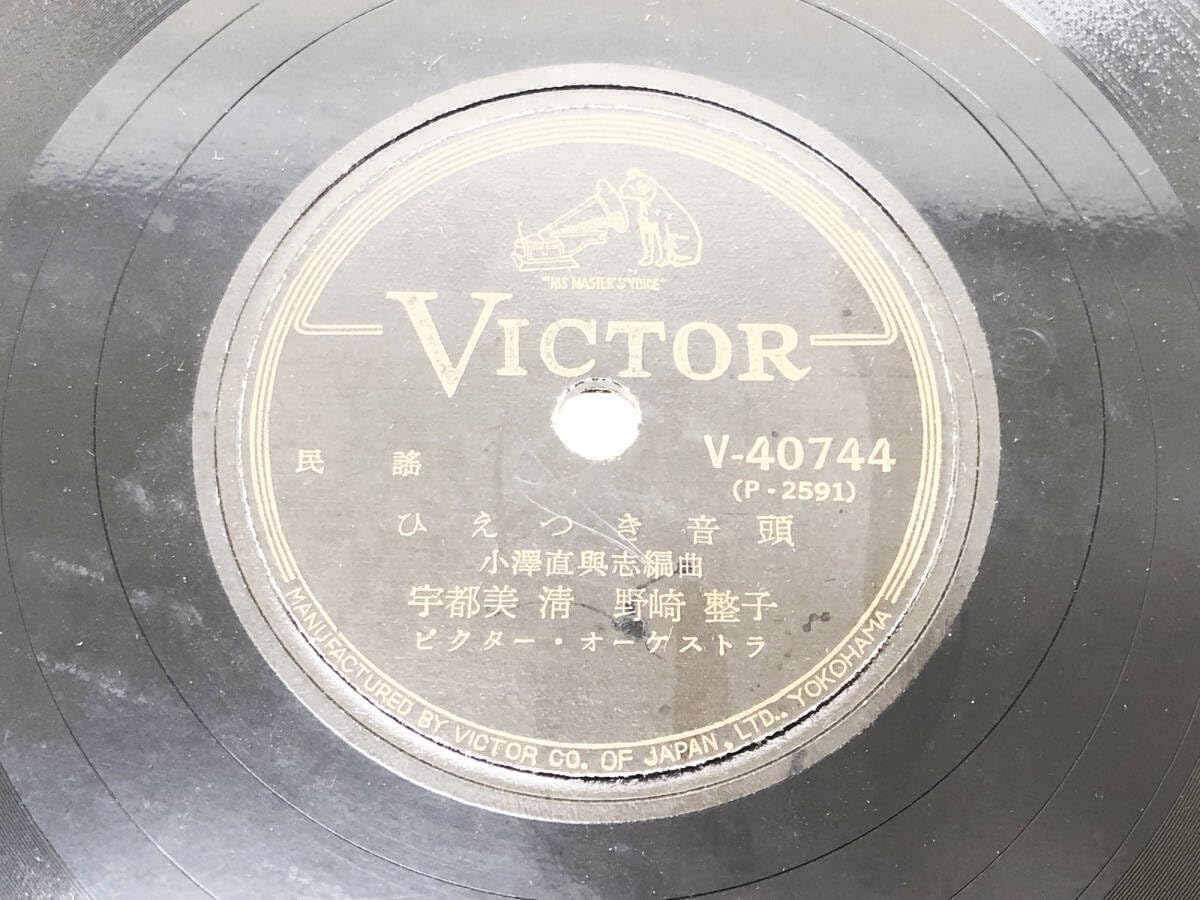 "HIS MASTER'S VOICE"
VICTOR
民謠
V-40744
(P-2591)
ひえつき音頭
小澤直與志編曲
宇都美 清 野崎 整子
ビクター・オーケストラ
MANUFACTURED BY VICTOR CO. OF JAPAN, LTD., YOKOHAMA